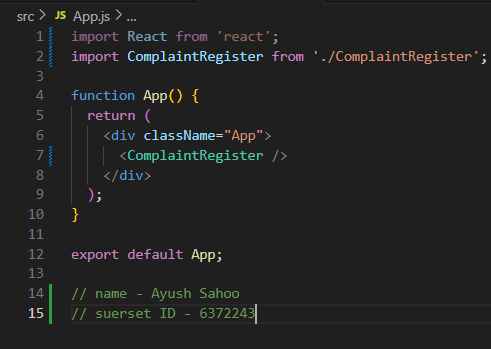 src > JS App.js > ...
1 import React from 'react';
2 import ComplaintRegister from './ComplaintRegister';
3
4 function App() {
5 return (
6 <div className="App">
7 <ComplaintRegister />
8 </div>
9 );
10 }
11
12 export default App;
13
14 // name - Ayush Sahoo
15 // suerset ID - 6372243